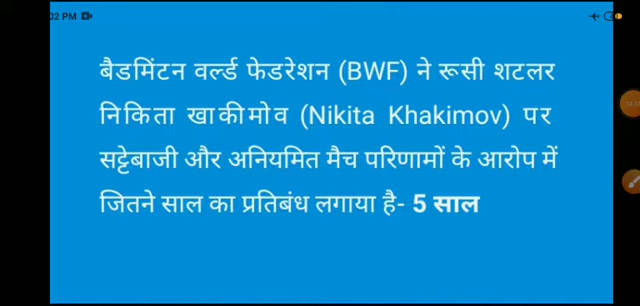 02 PM
बैडमिंटन वर्ल्ड फेडरेशन (BWF) ने रूसी शटलर
निकिता खाकीमोव (Nikita Khakimov) पर
सट्टेबाजी और अनियमित मैच परिणामों के आरोप में
जितने साल का प्रतिबंध लगाया है- 5 साल